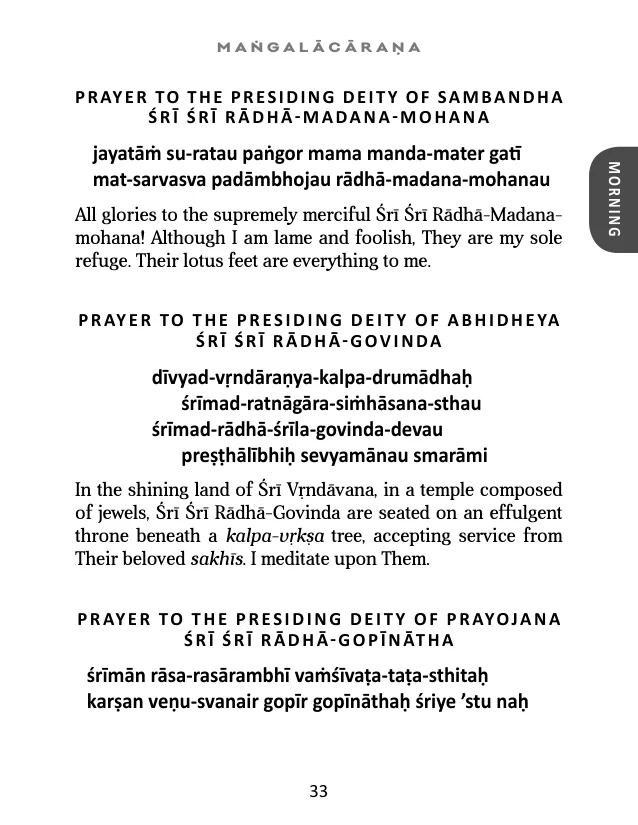 MAṄGALĀCĀRAṆA
PRAYER TO THE PRESIDING DEITY OF SAMBANDHA
ŚRĪ ŚRĪ RĀDHĀ-MADANA-MOHANA
jayatāṁ su-ratau paṅgor mama manda-mater gatī
mat-sarvasva padāmbhojau rādhā-madana-mohanau
All glories to the supremely merciful Śrī Śrī Rādhā-Madana-
mohana! Although I am lame and foolish, They are my sole
refuge. Their lotus feet are everything to me.
MORNING
PRAYER TO THE PRESIDING DEITY OF ABHIDHEYA
ŚRĪ ŚRĪ RĀDHĀ-GOVINDA
dīvyad-vṛndāraṇya-kalpa-drumādhaḥ
śrīmad-ratnāgāra-siṁhāsana-sthau
śrīmad-rādhā-śrīla-govinda-devau
preṣṭhālībhiḥ sevyamānau smarāmi
In the shining land of Śrī Vṛndāvana, in a temple composed
of jewels, Śrī Śrī Rādhā-Govinda are seated on an effulgent
throne beneath a kalpa-vṛkṣa tree, accepting service from
Their beloved sakhīs. I meditate upon Them.
PRAYER TO THE PRESIDING DEITY OF PRAYOJANA
ŚRĪ ŚRĪ RĀDHĀ-GOPĪNĀTHA
śrīmān rāsa-rasārambhī vaṁśīvaṭa-taṭa-sthitaḥ
karṣan veṇu-svanair gopīr gopīnāthaḥ śriye ’stu naḥ
33